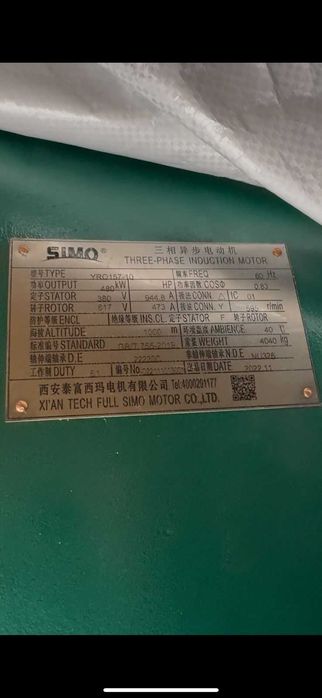 SIMO 三相异步电动机
THREE-PHASE INDUCTION MOTOR
型号TYPE YRQ157-10 频率FREQ 60 Hz
功率OUTPUT 480 kW HP 功率因数COSΦ 0.83
定子STATOR 380 V 944.8 A 接法CONN. △ IC 01
转子ROTOR 617 V 473 A 接法CONN. Y r/min
防护等级ENCL 绝缘等级INS.CL 定子STATOR F 转子ROTOR
海拔ALTITUDE 1000 m 环境温度AMBIENCE 40 ℃
标准编号STANDARD GB/T 755-2019 重量WEIGHT 4040 kg
轴伸端轴承D.E 22230C 非轴伸端轴承N.D.E NU326
工作制DUTY S1 编号No. 出品日期DATE 2022.11
西安泰富西玛电机有限公司 Tel:4000291177
XI'AN TECH FULL SIMO MOTOR CO.,LTD.